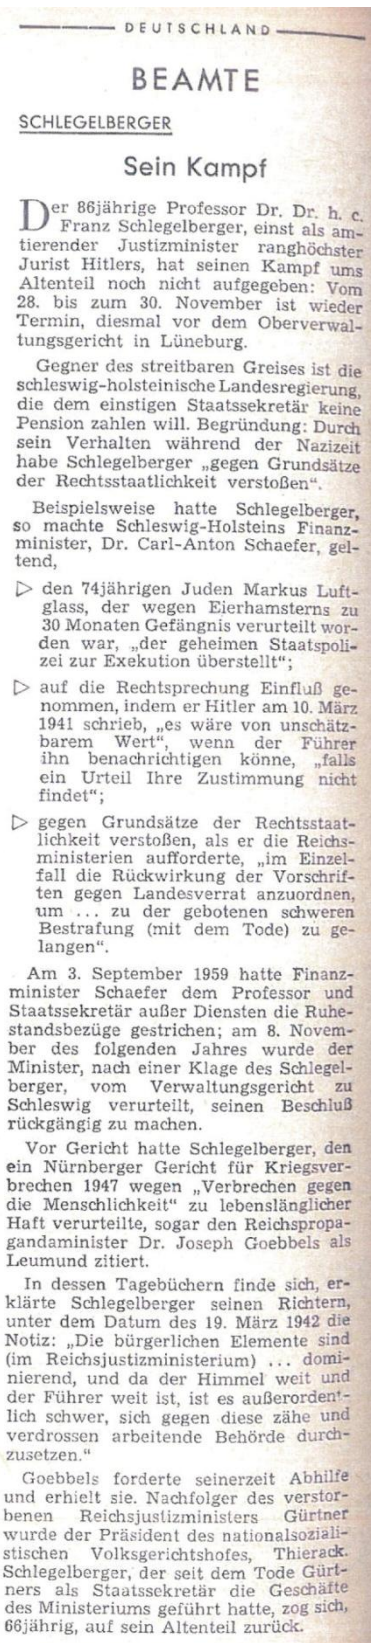 DEUTSCHLAND
BEAMTE
SCHLEGELBERGER
Sein Kampf
Der 86jährige Professor Dr. Dr. h. c.
Franz Schlegelberger, einst als am-
tierender Justizminister ranghöchster
Jurist Hitlers, hat seinen Kampf ums
Altenteil noch nicht aufgegeben: Vom
28. bis zum 30. November ist wieder
Termin, diesmal vor dem Oberverwal-
tungsgericht in Lüneburg.
Gegner des streitbaren Greises ist die
schleswig-holsteinische Landesregierung,
die dem einstigen Staatssekretär keine
Pension zahlen will. Begründung: Durch
sein Verhalten während der Nazizeit
habe Schlegelberger „gegen Grundsätze
der Rechtsstaatlichkeit verstoßen“.
Beispielsweise hatte Schlegelberger,
so machte Schleswig-Holsteins Finanz-
minister, Dr. Carl-Anton Schaefer, gel-
tend,
▷ den 74jährigen Juden Markus Luft-
glass, der wegen Eierhamsterns zu
30 Monaten Gefängnis verurteilt wor-
den war, „der geheimen Staatspoli-
zei zur Exekution überstellt“;
▷ auf die Rechtsprechung Einfluß ge-
nommen, indem er Hitler am 10. März
1941 schrieb, „es wäre von unschätz-
barem Wert“, wenn der Führer
ihn benachrichtigen könne, „falls
ein Urteil Ihre Zustimmung nicht
findet“;
▷ gegen Grundsätze der Rechtsstaat-
lichkeit verstoßen, als er die Reichs-
ministerien aufforderte, „im Einzel-
fall die Rückwirkung der Vorschrif-
ten gegen Landesverrat anzuordnen,
um ... zu der gebotenen schweren
Bestrafung (mit dem Tode) zu ge-
langen“.
Am 3. September 1959 hatte Finanz-
minister Schaefer dem Professor und
Staatssekretär außer Diensten die Ruhe-
standsbezüge gestrichen; am 8. Novem-
ber des folgenden Jahres wurde der
Minister, nach einer Klage des Schlegel-
berger, vom Verwaltungsgericht zu
Schleswig verurteilt, seinen Beschluß
rückgängig zu machen.
Vor Gericht hatte Schlegelberger, den
ein Nürnberger Gericht für Kriegsver-
brechen 1947 wegen „Verbrechen gegen
die Menschlichkeit“ zu lebenslänglicher
Haft verurteilte, sogar den Reichspropa-
gandaminister Dr. Joseph Goebbels als
Leumund zitiert.
In dessen Tagebüchern finde sich, er-
klärte Schlegelberger seinen Richtern,
unter dem Datum des 19. März 1942 die
Notiz: „Die bürgerlichen Elemente sind
(im Reichsjustizministerium) ... domi-
nierend, und da der Himmel weit und
der Führer weit ist, ist es außerordent-
lich schwer, sich gegen diese zähe und
verdrossen arbeitende Behörde durch-
zusetzen.“
Goebbels forderte seinerzeit Abhilfe
und erhielt sie. Nachfolger des verstor-
benen Reichsjustizministers Gürtner
wurde der Präsident des nationalsoziali-
stischen Volksgerichtshofes, Thierack.
Schlegelberger, der seit dem Tode Gürt-
ners als Staatssekretär die Geschäfte
des Ministeriums geführt hatte, zog sich,
66jährig, auf sein Altenteil zurück.